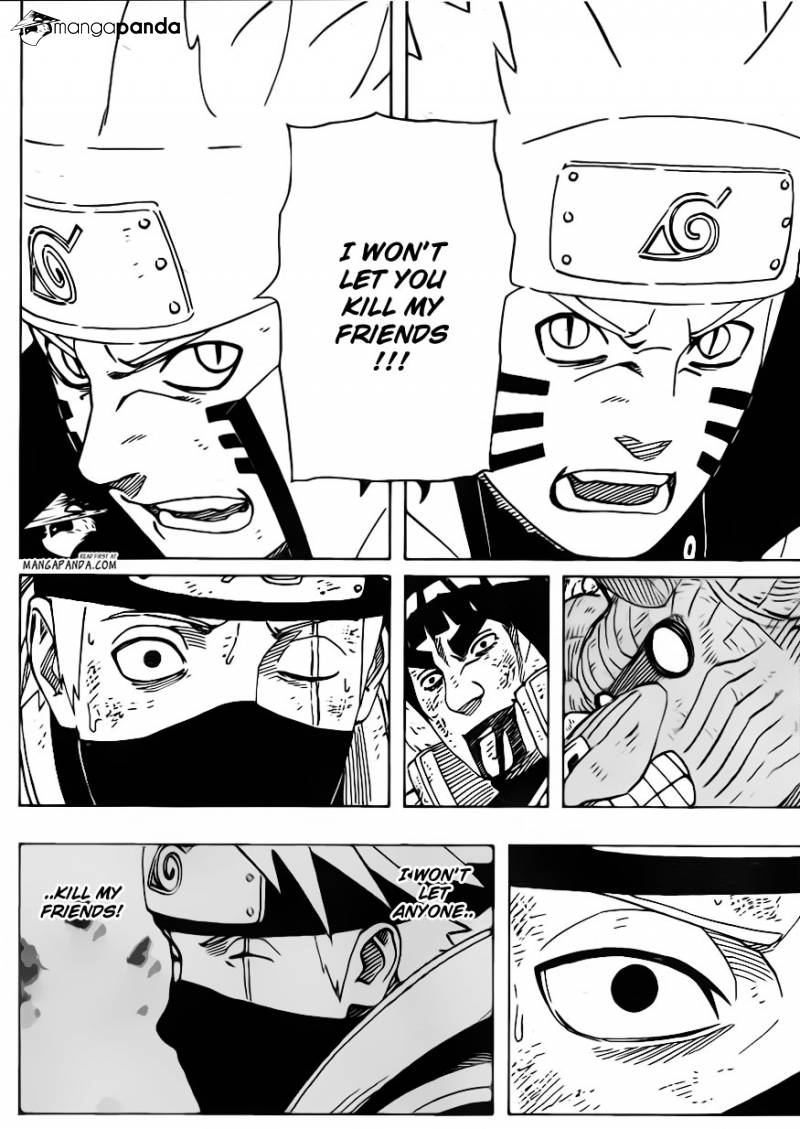 mangapanda
I WON'T
LET YOU
KILL MY
FRIENDS
!!!
READ FIRST AT
MANGAPANDA.COM
I WON'T
LET
ANYONE..
..KILL MY
FRIENDS!